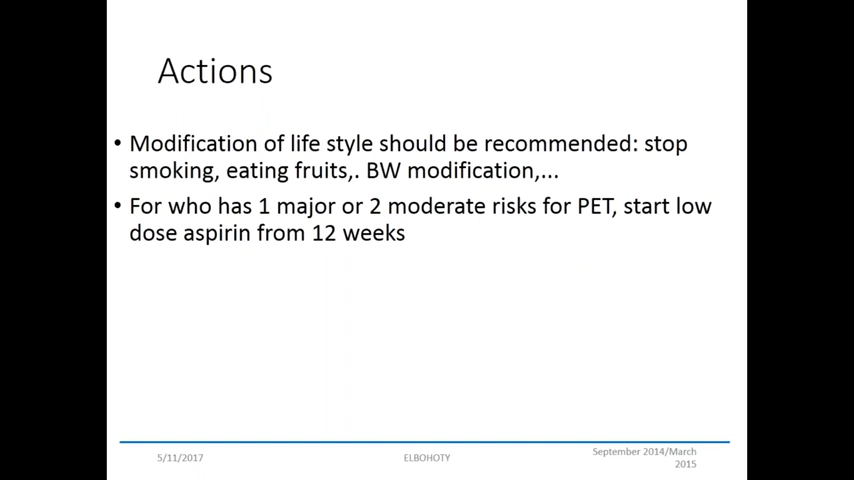 Actions
• Modification of life style should be recommended: stop
smoking, eating fruits,. BW modification,...
• For who has 1 major or 2 moderate risks for PET, start low
dose aspirin from 12 weeks
5/11/2017
ELBOHOTY
September 2014/March
2015